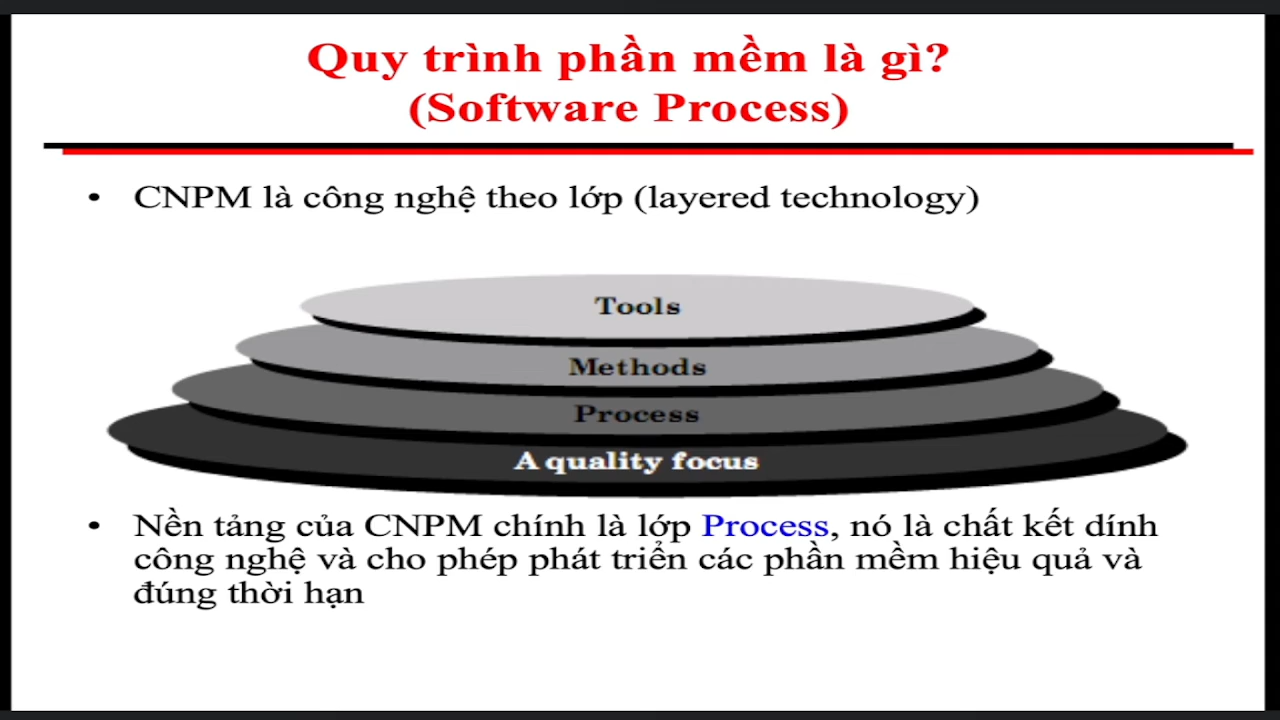 Quy trình phần mềm là gì?
(Software Process)
• CNPM là công nghệ theo lớp (layered technology)
Tools
Methods
Process
A quality focus
• Nền tảng của CNPM chính là lớp Process, nó là chất kết dính
công nghệ và cho phép phát triển các phần mềm hiệu quả và
đúng thời hạn